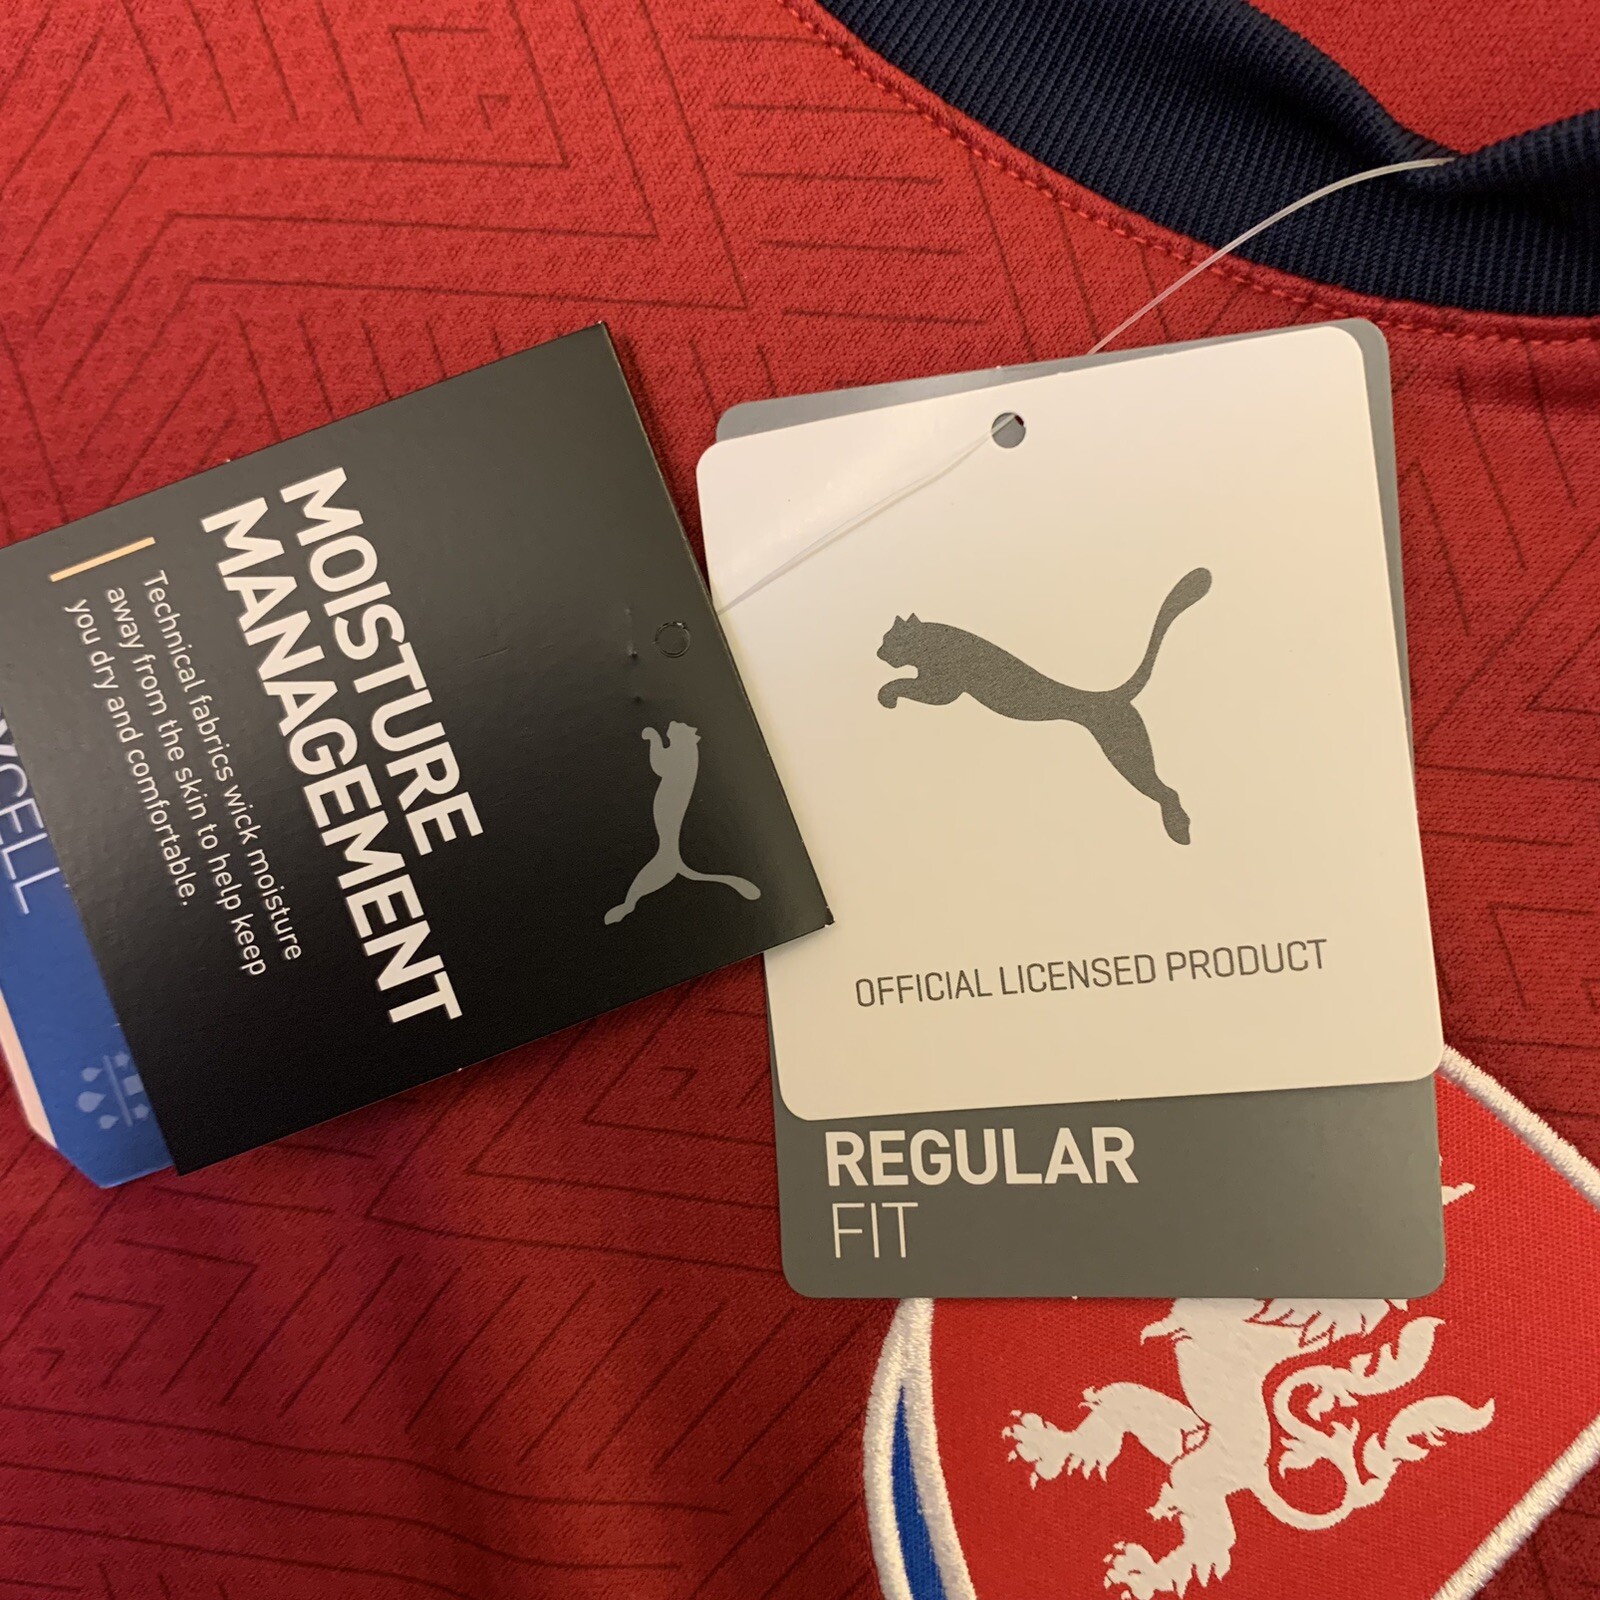 MOISTURE
MANAGEMENT
Technical fabrics wick moisture
away from the skin to help keep
you dry and comfortable.
OFFICIAL LICENSED PRODUCT
REGULAR
FIT